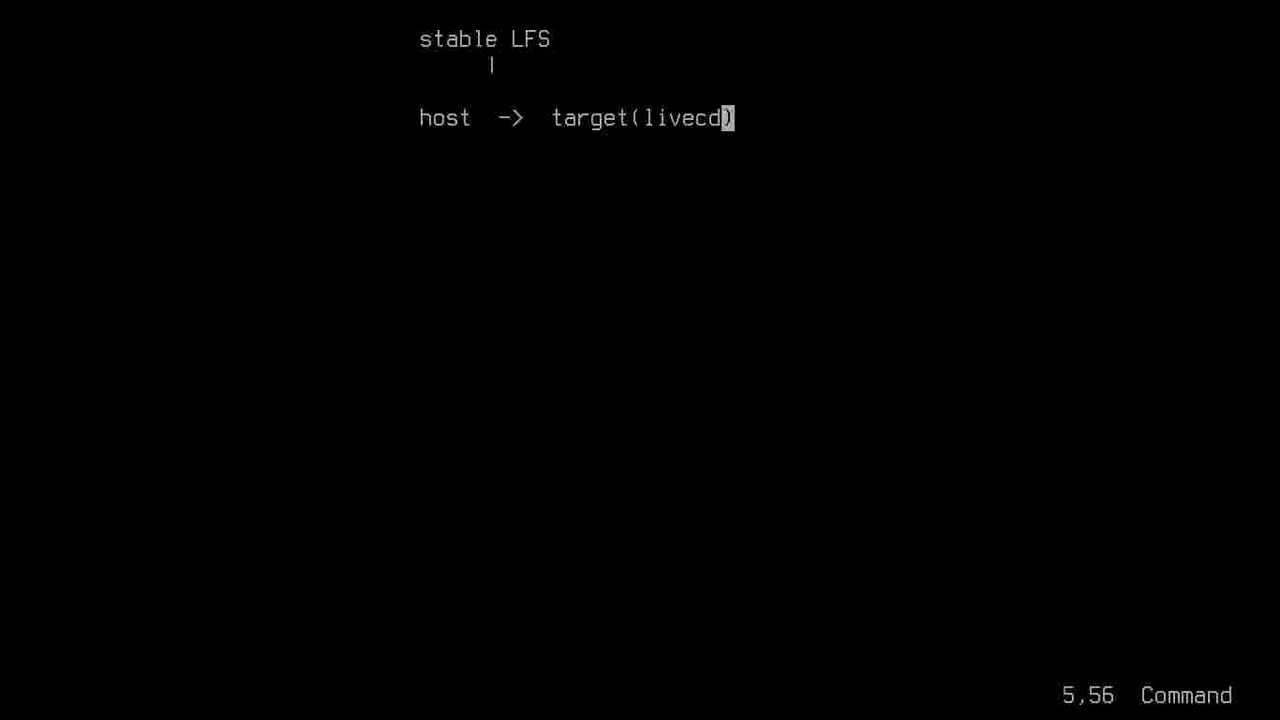 stable LFS
|
host -> target(livecd)
5,56 Command